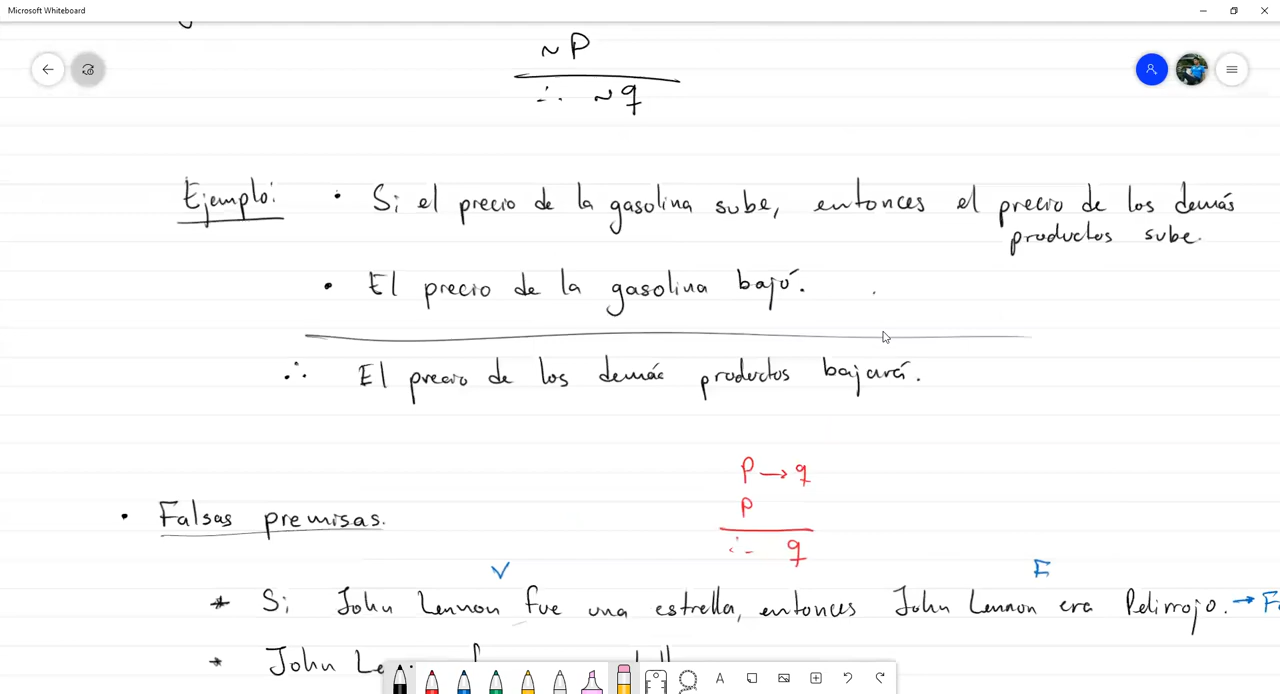 Microsoft Whiteboard
~ P
∴ ~ q
Ejemplo: • Si el precio de la gasolina sube, entonces el precio de los demás
productos sube.
• El precio de la gasolina bajó.
∴ El precio de los demás productos bajará.
P → q
P
∴ q
• Falsas premisas.
V F
* Si John Lennon fue una estrella, entonces John Lennon era Pelirrojo. → F
* John
A